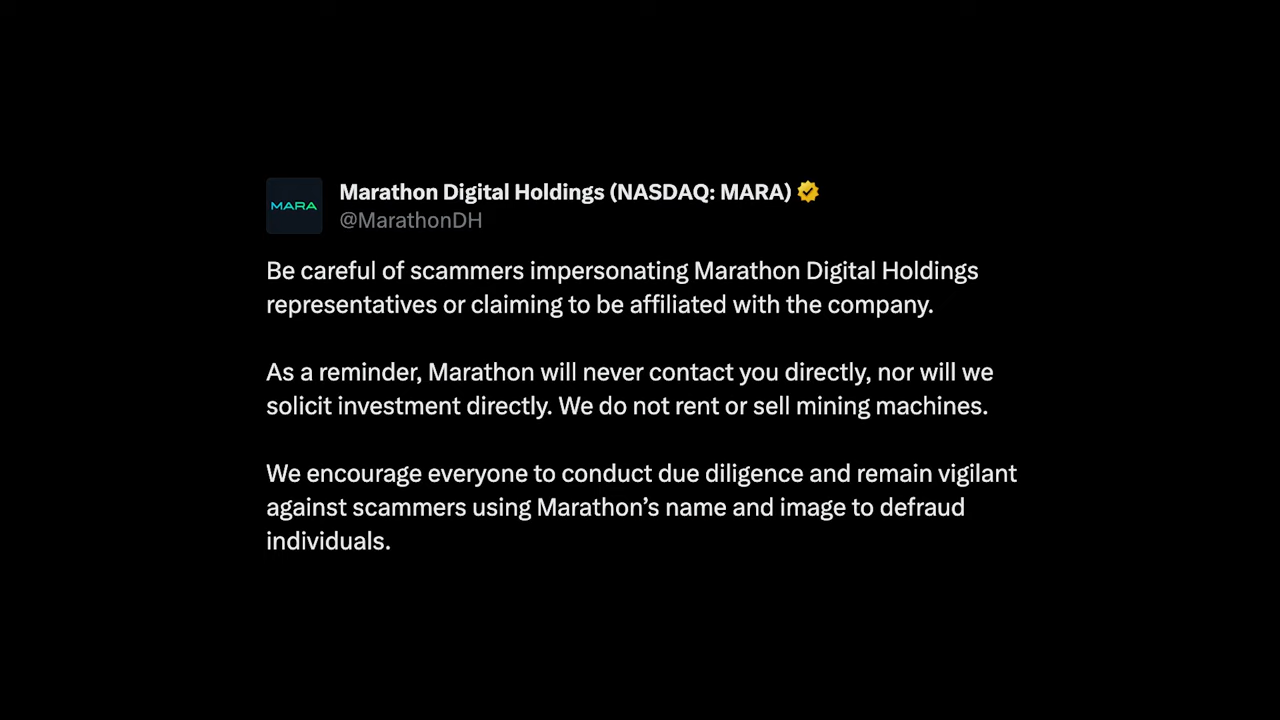 MARA
Marathon Digital Holdings (NASDAQ: MARA)
@MarathonDH
Be careful of scammers impersonating Marathon Digital Holdings
representatives or claiming to be affiliated with the company.
As a reminder, Marathon will never contact you directly, nor will we
solicit investment directly. We do not rent or sell mining machines.
We encourage everyone to conduct due diligence and remain vigilant
against scammers using Marathon’s name and image to defraud
individuals.